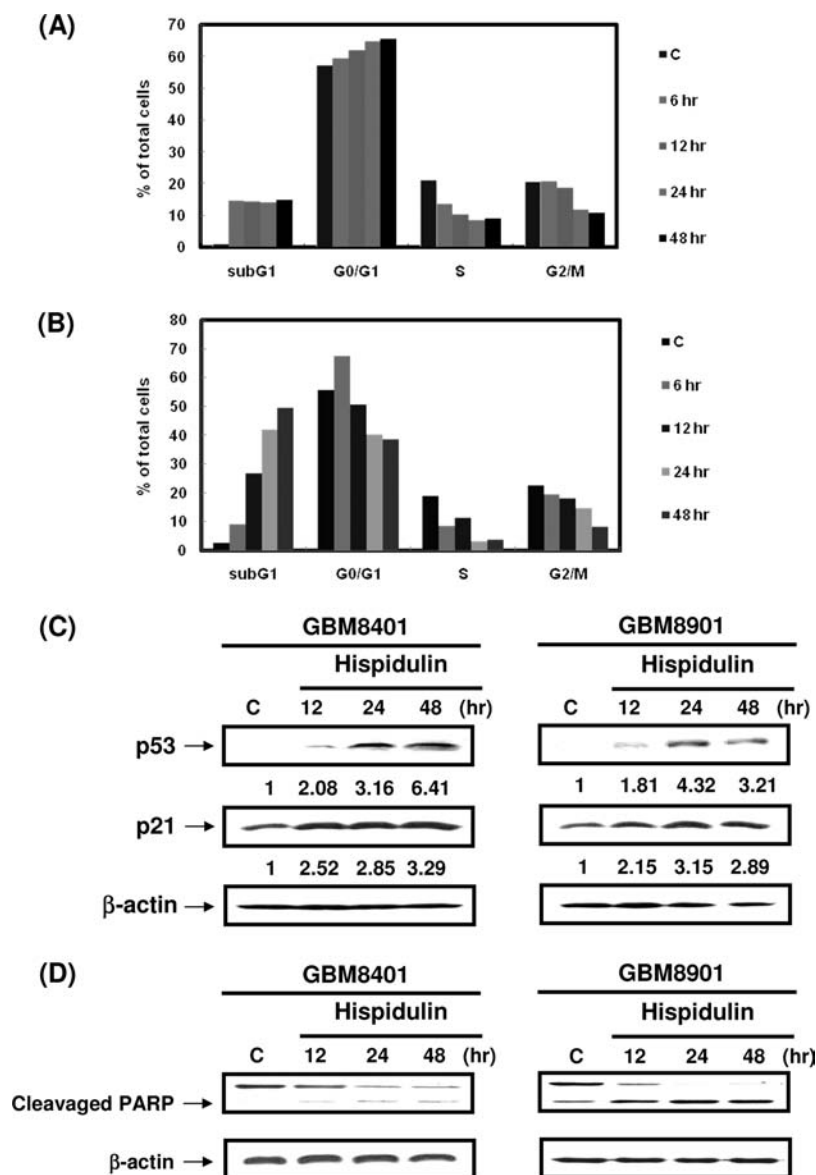 (A)
% of total cells
70
60
50
40
30
20
10
0
subG1 G0/G1 S G2/M
C
6 hr
12 hr
24 hr
48 hr
(B)
% of total cells
80
70
60
50
40
30
20
10
0
subG1 G0/G1 S G2/M
C
6 hr
12 hr
24 hr
48 hr
(C)
GBM8401 GBM8901
Hispidulin Hispidulin
C 12 24 48 (hr) C 12 24 48 (hr)
p53
1 2.08 3.16 6.41 1 1.81 4.32 3.21
p21
1 2.52 2.85 3.29 1 2.15 3.15 2.89
β-actin
(D)
GBM8401 GBM8901
Hispidulin Hispidulin
C 12 24 48 (hr) C 12 24 48 (hr)
Cleavaged PARP
β-actin